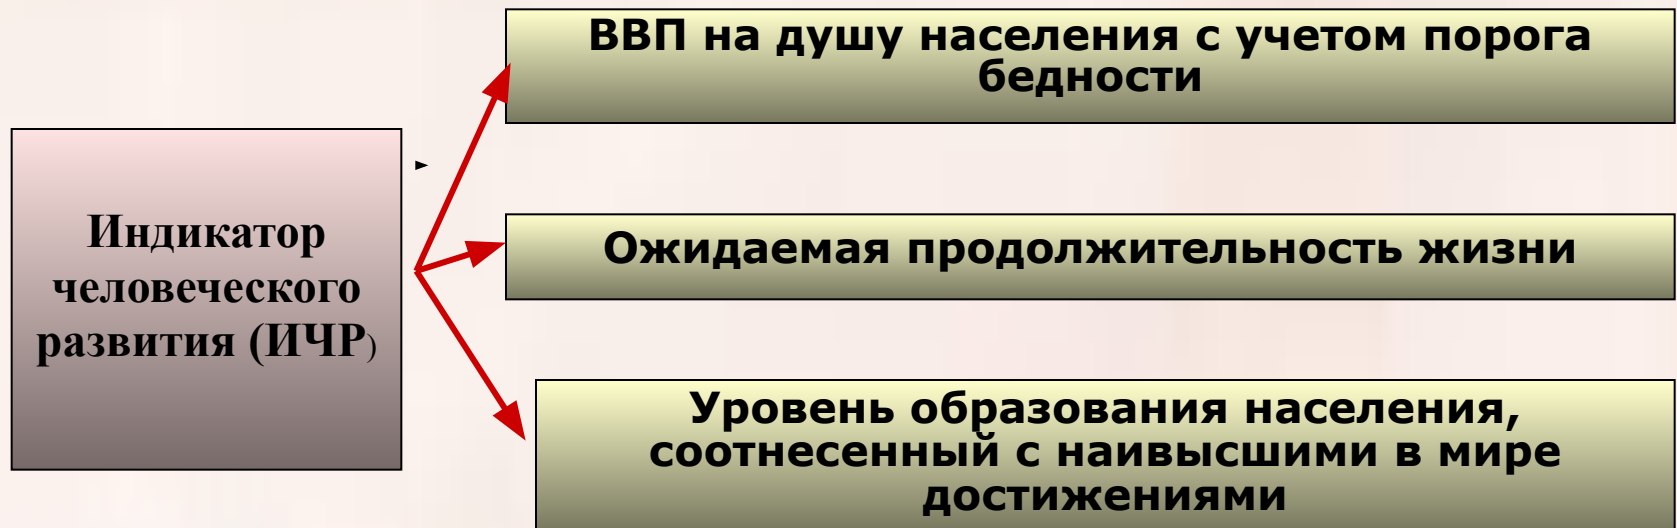 Индикатор
человеческого
развития (ИЧР)
ВВП на душу населения с учетом порога
бедности
Ожидаемая продолжительность жизни
Уровень образования населения,
соотнесенный с наивысшими в мире
достижениями